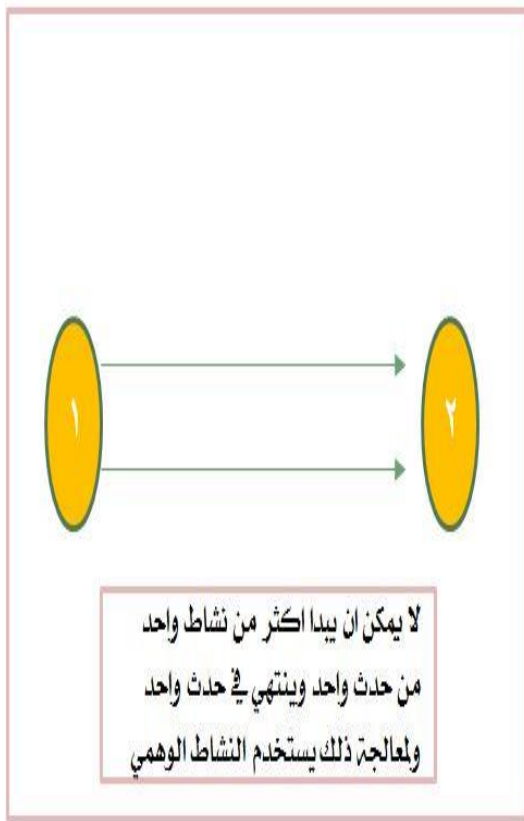 ١
٢
لا يمكن ان يبدا اكثر من نشاط واحد
من حدث واحد وينتهي في حدث واحد
ولمعالجة ذلك يستخدم النشاط الوهمي